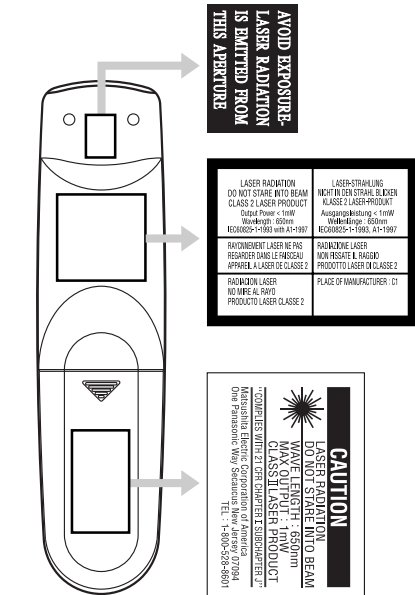 AVOID EXPOSURE-
LASER RADIATION
IS EMITTED FROM
THIS APERTURE
LASER RADIATION
DO NOT STARE INTO BEAM
CLASS 2 LASER PRODUCT
Output Power < 1mW
Wavelength : 650nm
IEC60825-1-1993 with A1-1997
LASER-STRAHLUNG
NICHT IN DEN STRAHL BLICKEN
KLASSE 2 LASER-PRODUKT
Ausgangsleistung < 1mW
Wellenlänge : 650nm
IEC60825-1-1993, A1-1997
RAYONNEMENT LASER NE PAS
REGARDER DANS LE FAISCEAU
APPAREIL A LASER DE CLASSE 2
RADIAZIONE LASER
NON FISSATE IL RAGGIO
PRODOTTO LASER DI CLASSE 2
RADIACION LASER
NO MIRE AL RAYO
PRODUCTO LASER CLASSE 2
PLACE OF MANUFACTURER : C1
CAUTION
LASER RADIATION
DO NOT STARE INTO BEAM
WAVE LENGTH : 650nm
MAX OUTPUT : 1mW
CLASS II LASER PRODUCT
"COMPLIES WITH 21 CFR CHAPTER I SUBCHAPTER J"
Matsushita Electric Corporation of America
One Panasonic Way Secaucus New Jersey 07094
TEL : 1-800-528-8601